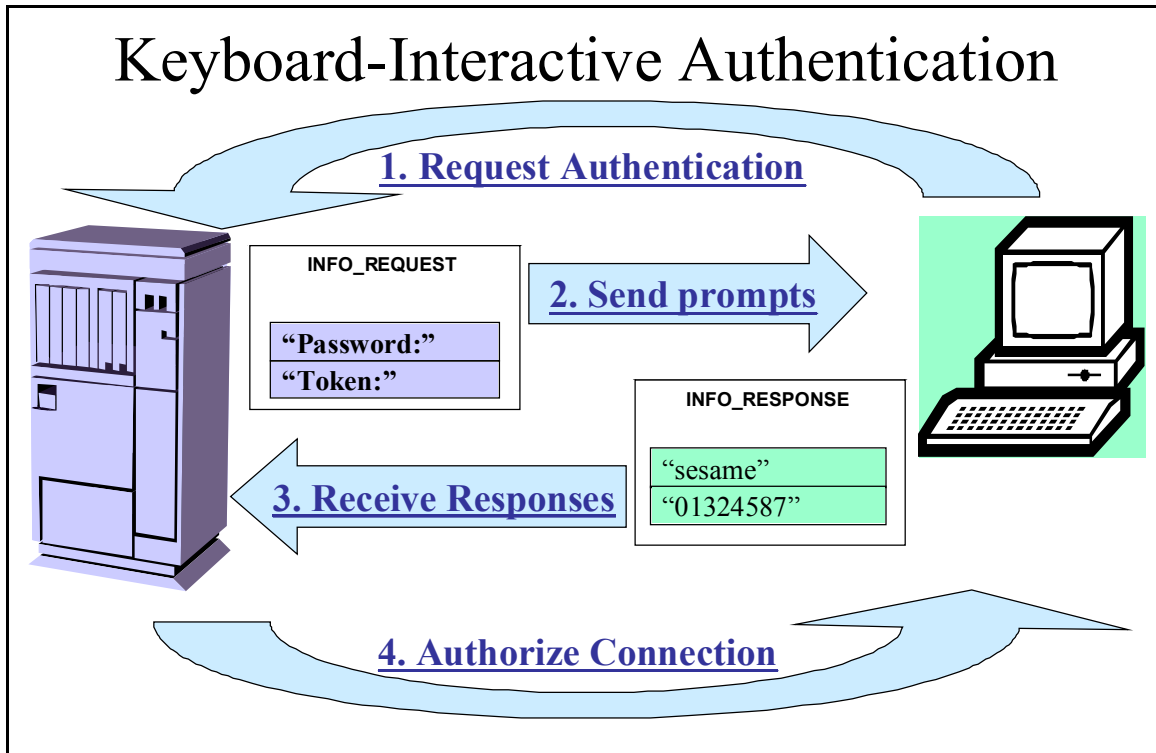 Keyboard-Interactive Authentication
1. Request Authentication
INFO_REQUEST
“Password:”
“Token:”
2. Send prompts
INFO_RESPONSE
“sesame”
“01324587”
3. Receive Responses
4. Authorize Connection